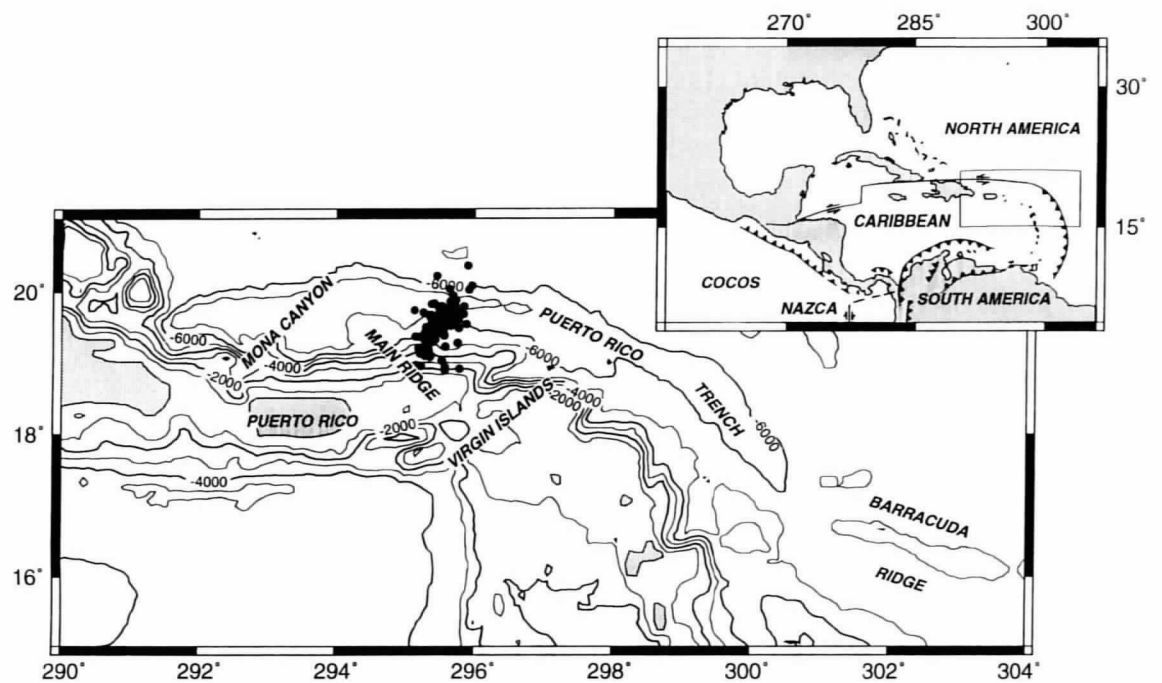 270° 285° 300°
30°
NORTH AMERICA
15°
CARIBBEAN
COCOS
NAZCA
SOUTH AMERICA
20°
18°
16°
-6000
MONA CANYON
-6000
-4000
-2000
MAIN RIDGE
PUERTO RICO
-2000
-4000
VIRGIN ISLANDS
-6000
-4000
-2000
PUERTO RICO
TRENCH
-6000
BARRACUDA
RIDGE
290° 292° 294° 296° 298° 300° 302° 304°